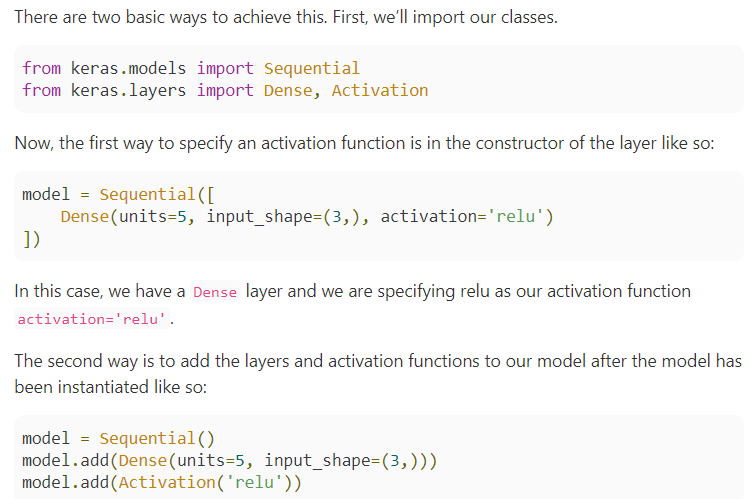 There are two basic ways to achieve this. First, we'll import our classes.
from keras.models import Sequential
from keras.layers import Dense, Activation
Now, the first way to specify an activation function is in the constructor of the layer like so:
model = Sequential([
    Dense(units=5, input_shape=(3,), activation='relu')
])
In this case, we have a Dense layer and we are specifying relu as our activation function
activation='relu'.
The second way is to add the layers and activation functions to our model after the model has
been instantiated like so:
model = Sequential()
model.add(Dense(units=5, input_shape=(3,)))
model.add(Activation('relu'))